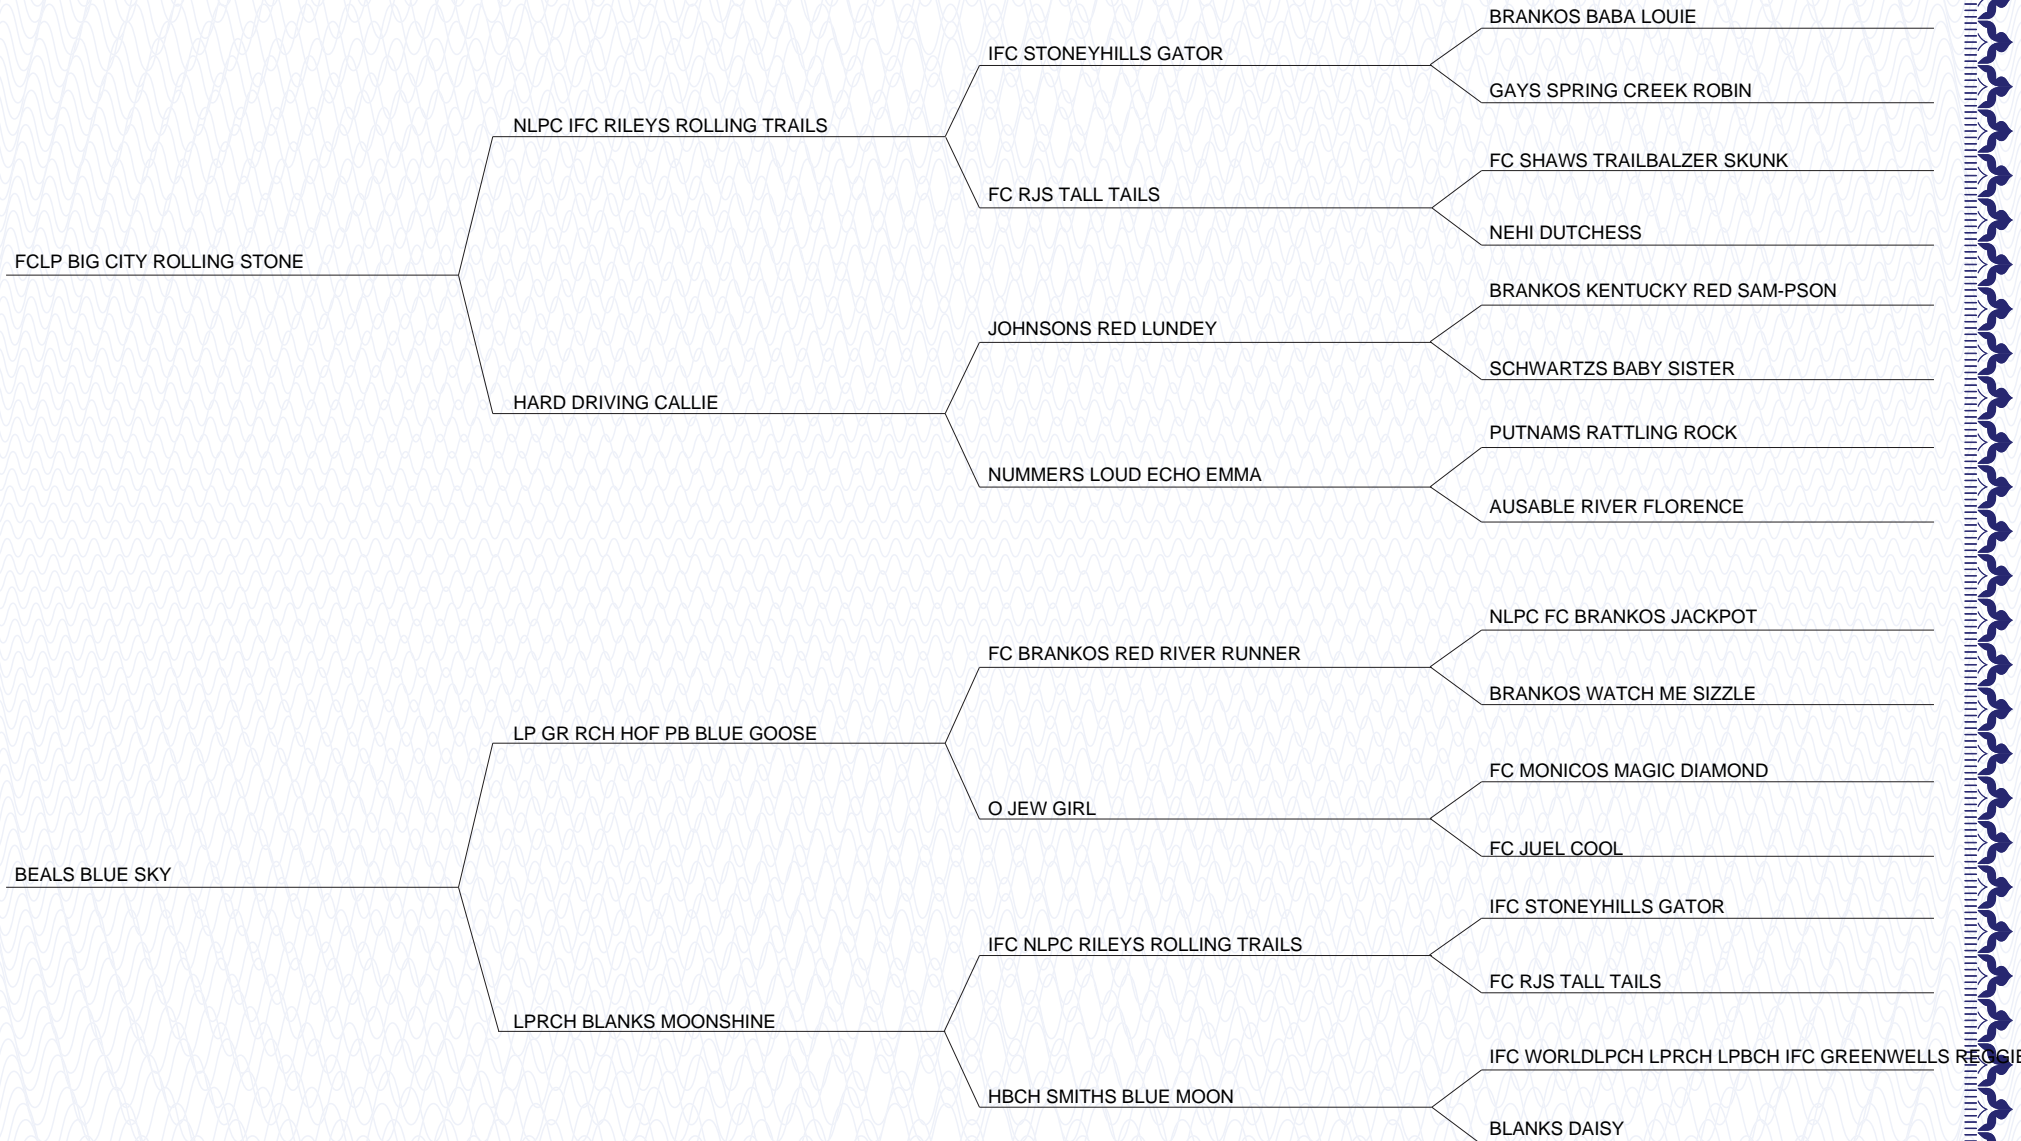 BRANKOS BABA LOUIE
IFC STONEYHILLS GATOR
GAYS SPRING CREEK ROBIN
NLPC IFC RILEYS ROLLING TRAILS
FC SHAWS TRAILBALZER SKUNK
FC RJS TALL TAILS
NEHI DUTCHESS
FCLP BIG CITY ROLLING STONE
BRANKOS KENTUCKY RED SAM-PSON
JOHNSONS RED LUNDEY
SCHWARTZS BABY SISTER
HARD DRIVING CALLIE
PUTNAMS RATTLING ROCK
NUMMERS LOUD ECHO EMMA
AUSABLE RIVER FLORENCE
NLPC FC BRANKOS JACKPOT
FC BRANKOS RED RIVER RUNNER
BRANKOS WATCH ME SIZZLE
LP GR RCH HOF PB BLUE GOOSE
FC MONICOS MAGIC DIAMOND
O JEW GIRL
FC JUEL COOL
BEALS BLUE SKY
IFC STONEYHILLS GATOR
IFC NLPC RILEYS ROLLING TRAILS
FC RJS TALL TAILS
LPRCH BLANKS MOONSHINE
IFC WORLDLPCH LPRCH LPBCH IFC GREENWELLS REGGIE
HBCH SMITHS BLUE MOON
BLANKS DAISY